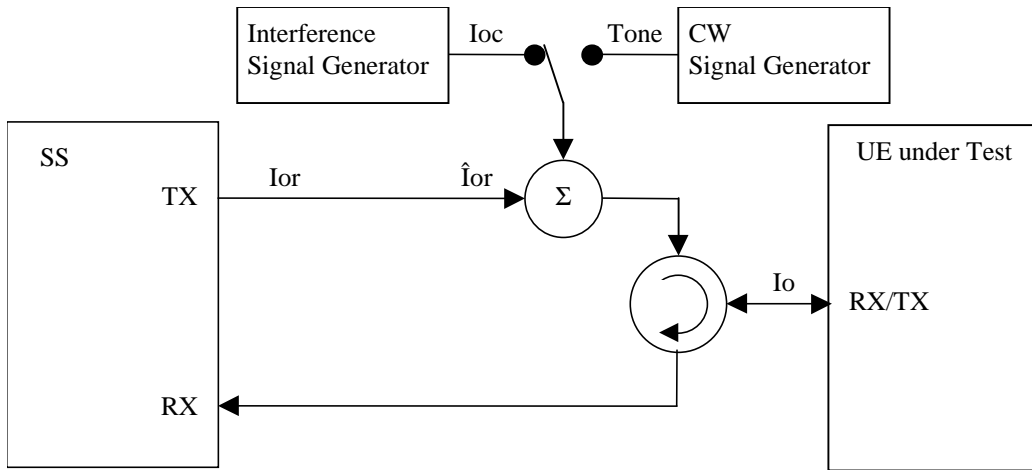 Interference
Signal Generator
Ioc
Tone
CW
Signal Generator
SS
TX
Ior
Îor
Σ
UE under Test
Io
RX/TX
RX